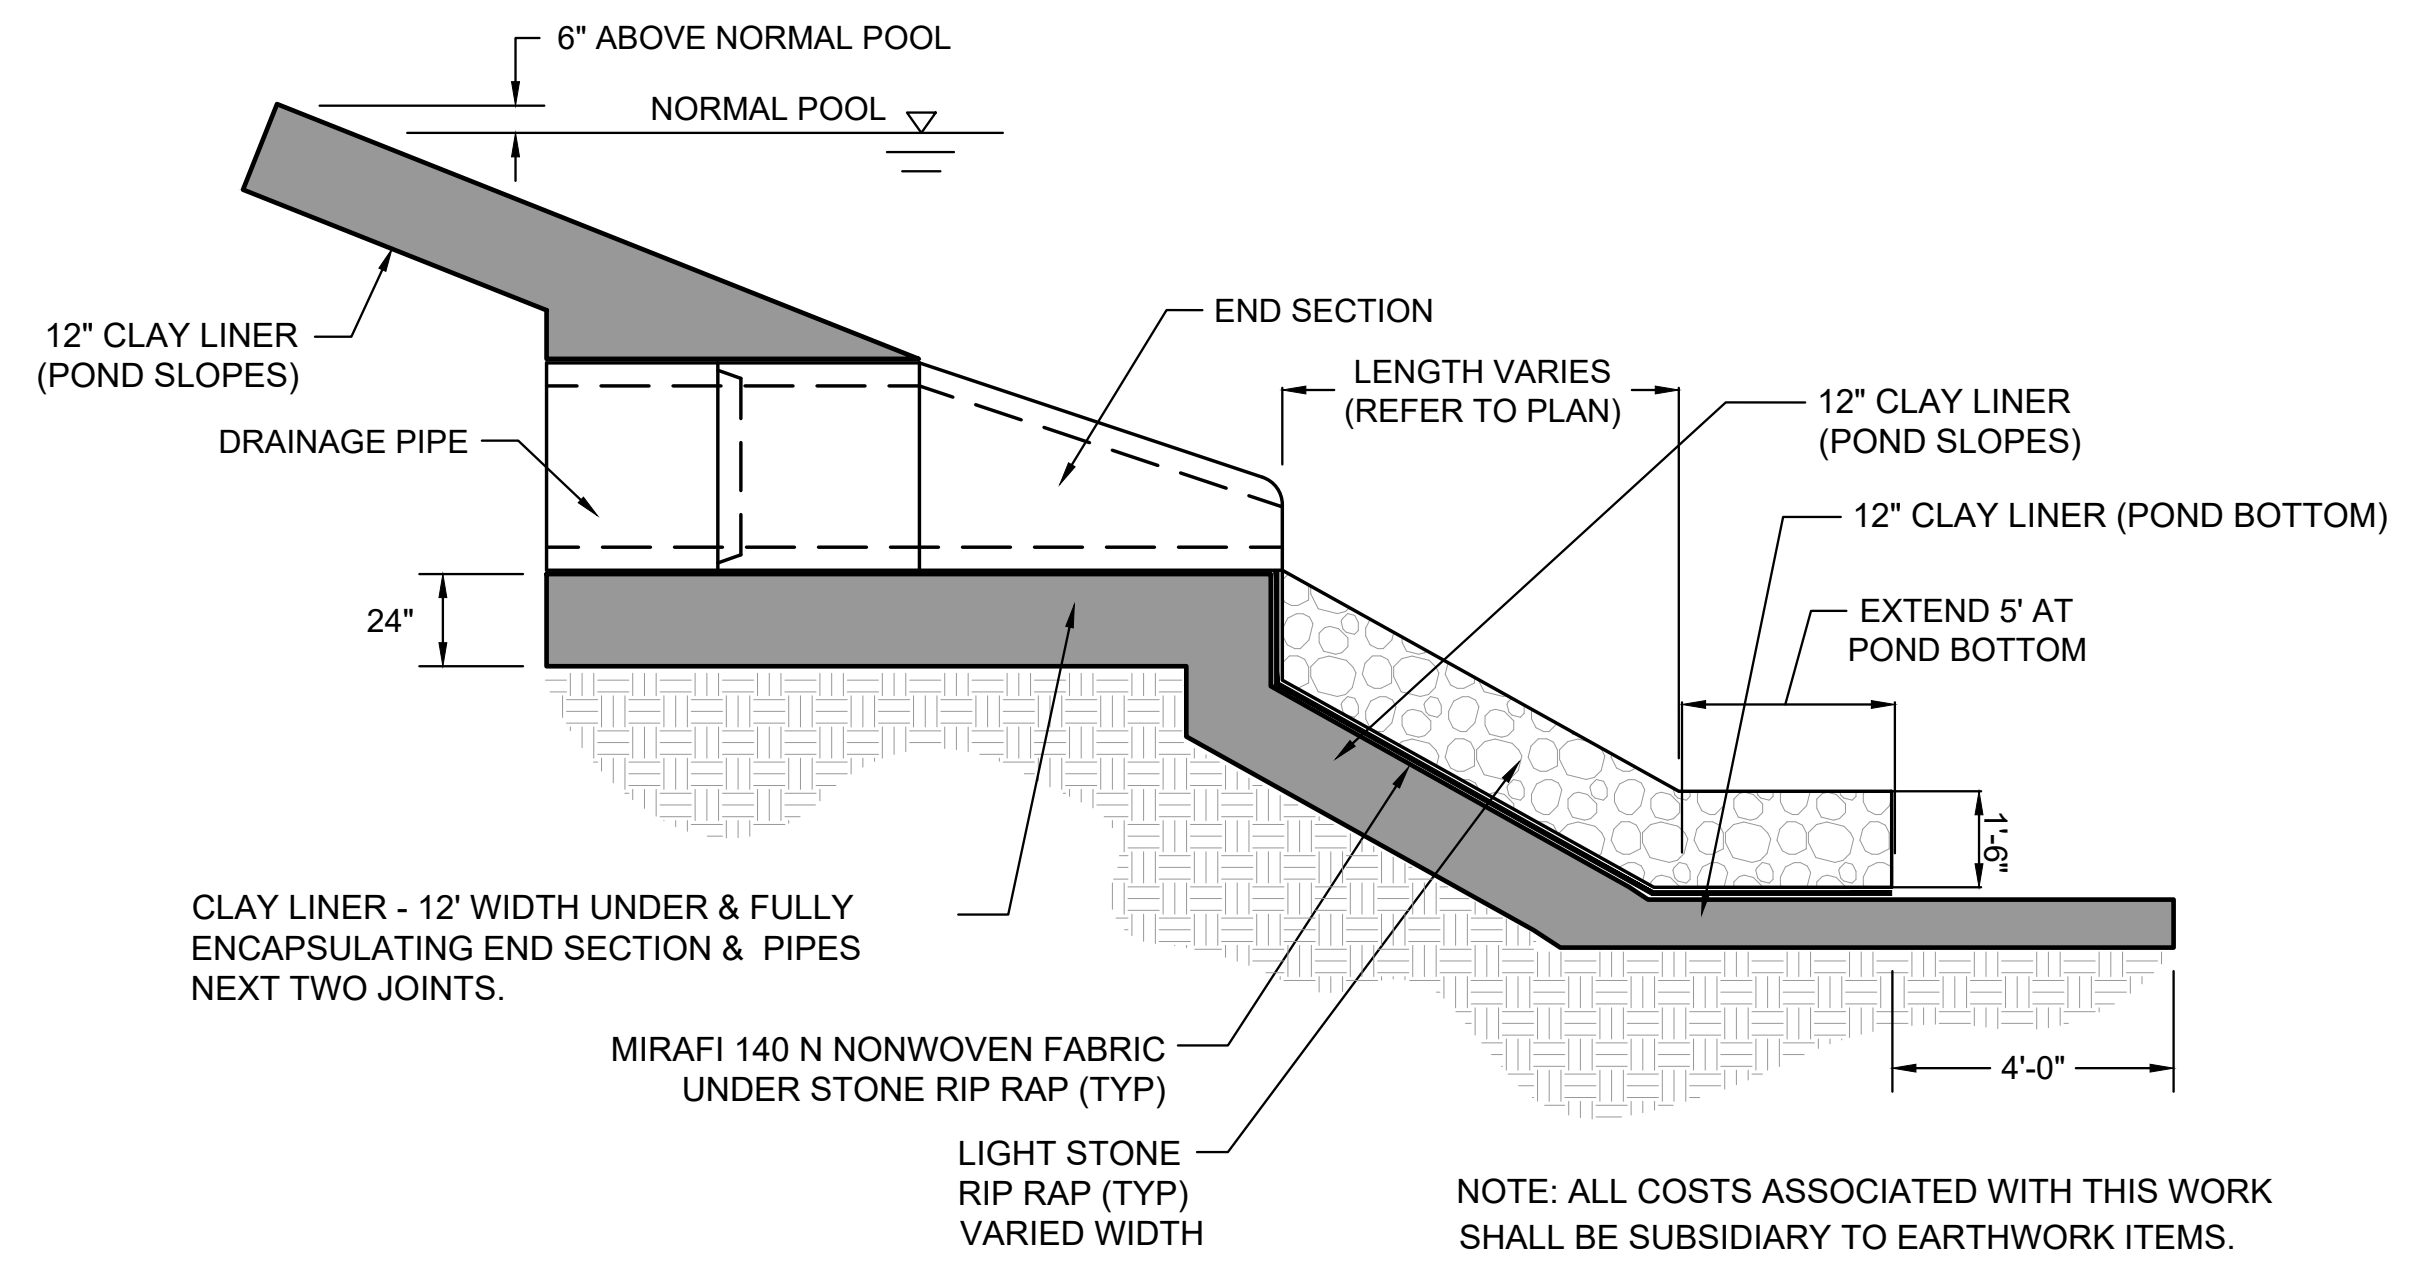 6" ABOVE NORMAL POOL
NORMAL POOL
12" CLAY LINER
(POND SLOPES)
DRAINAGE PIPE
END SECTION
LENGTH VARIES
(REFER TO PLAN)
12" CLAY LINER
(POND SLOPES)
12" CLAY LINER (POND BOTTOM)
24"
EXTEND 5' AT
POND BOTTOM
1'-6"
CLAY LINER - 12' WIDTH UNDER & FULLY
ENCAPSULATING END SECTION & PIPES
NEXT TWO JOINTS.
MIRAFI 140 N NONWOVEN FABRIC
UNDER STONE RIP RAP (TYP)
4'-0"
LIGHT STONE
RIP RAP (TYP)
VARIED WIDTH
NOTE: ALL COSTS ASSOCIATED WITH THIS WORK
SHALL BE SUBSIDIARY TO EARTHWORK ITEMS.